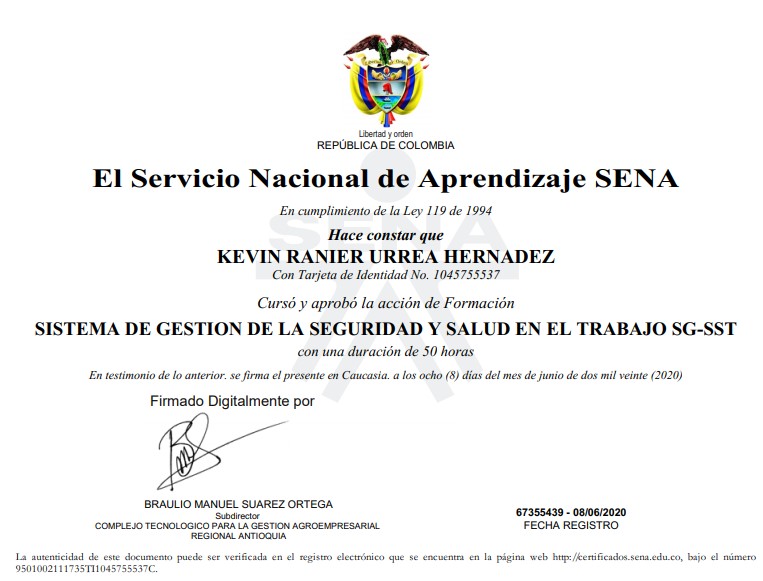 Libertad y orden
REPÚBLICA DE COLOMBIA
El Servicio Nacional de Aprendizaje SENA
En cumplimiento de la Ley 119 de 1994
SENA
Hace constar que
KEVIN RANIER URREA HERNADEZ
Con Tarjeta de Identidad No. 1045755537
Cursó y aprobó la acción de Formación
SISTEMA DE GESTION DE LA SEGURIDAD Y SALUD EN EL TRABAJO SG-SST
con una duración de 50 horas
En testimonio de lo anterior. se firma el presente en Caucasia. a los ocho (8) días del mes de junio de dos mil veinte (2020)
Firmado Digitalmente por
BRAULIO MANUEL SUAREZ ORTEGA
Subdirector
COMPLEJO TECNOLOGICO PARA LA GESTION AGROEMPRESARIAL
REGIONAL ANTIOQUIA
67355439 - 08/06/2020
FECHA REGISTRO
La autenticidad de este documento puede ser verificada en el registro electrónico que se encuentra en la página web http://certificados.sena.edu.co, bajo el número
9501002111735TI1045755537C.